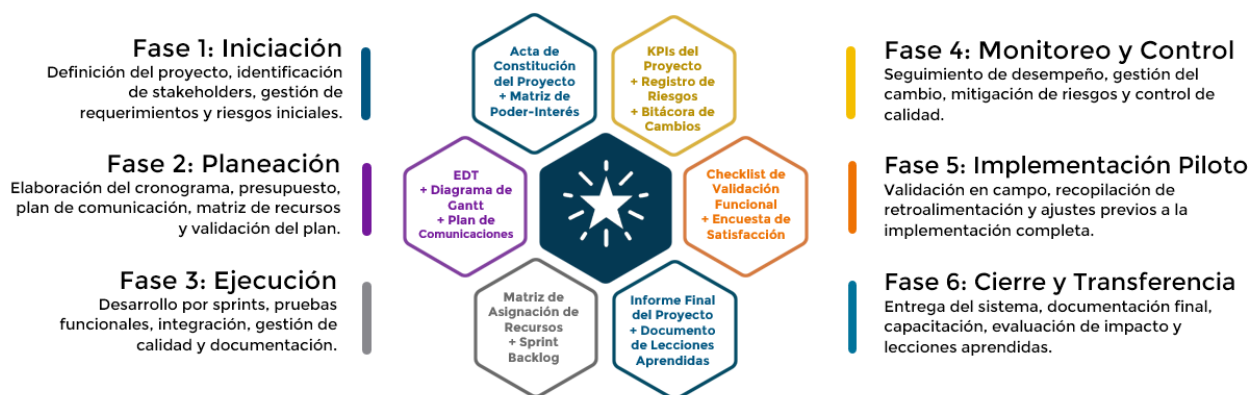 Fase 1: Iniciación
Definición del proyecto, identificación
de stakeholders, gestión de
requerimientos y riesgos iniciales.
Fase 2: Planeación
Elaboración del cronograma, presupuesto,
plan de comunicación, matriz de recursos
y validación del plan.
Fase 3: Ejecución
Desarrollo por sprints, pruebas
funcionales, integración, gestión de
calidad y documentación.
Acta de
Constitución
del Proyecto
+ Matriz de
Poder-Interés
KPIs del
Proyecto
+ Registro de
Riesgos
+ Bitácora de
Cambios
EDT
+ Diagrama de
Gantt
+ Plan de
Comunicaciones
Checklist de
Validación
Funcional
+ Encuesta de
Satisfacción
Matriz de
Asignación de
Recursos
+ Sprint
Backlog
Informe Final
del Proyecto
+ Documento
de Lecciones
Aprendidas
Fase 4: Monitoreo y Control
Seguimiento de desempeño, gestión del
cambio, mitigación de riesgos y control de
calidad.
Fase 5: Implementación Piloto
Validación en campo, recopilación de
retroalimentación y ajustes previos a la
implementación completa.
Fase 6: Cierre y Transferencia
Entrega del sistema, documentación final,
capacitación, evaluación de impacto y
lecciones aprendidas.